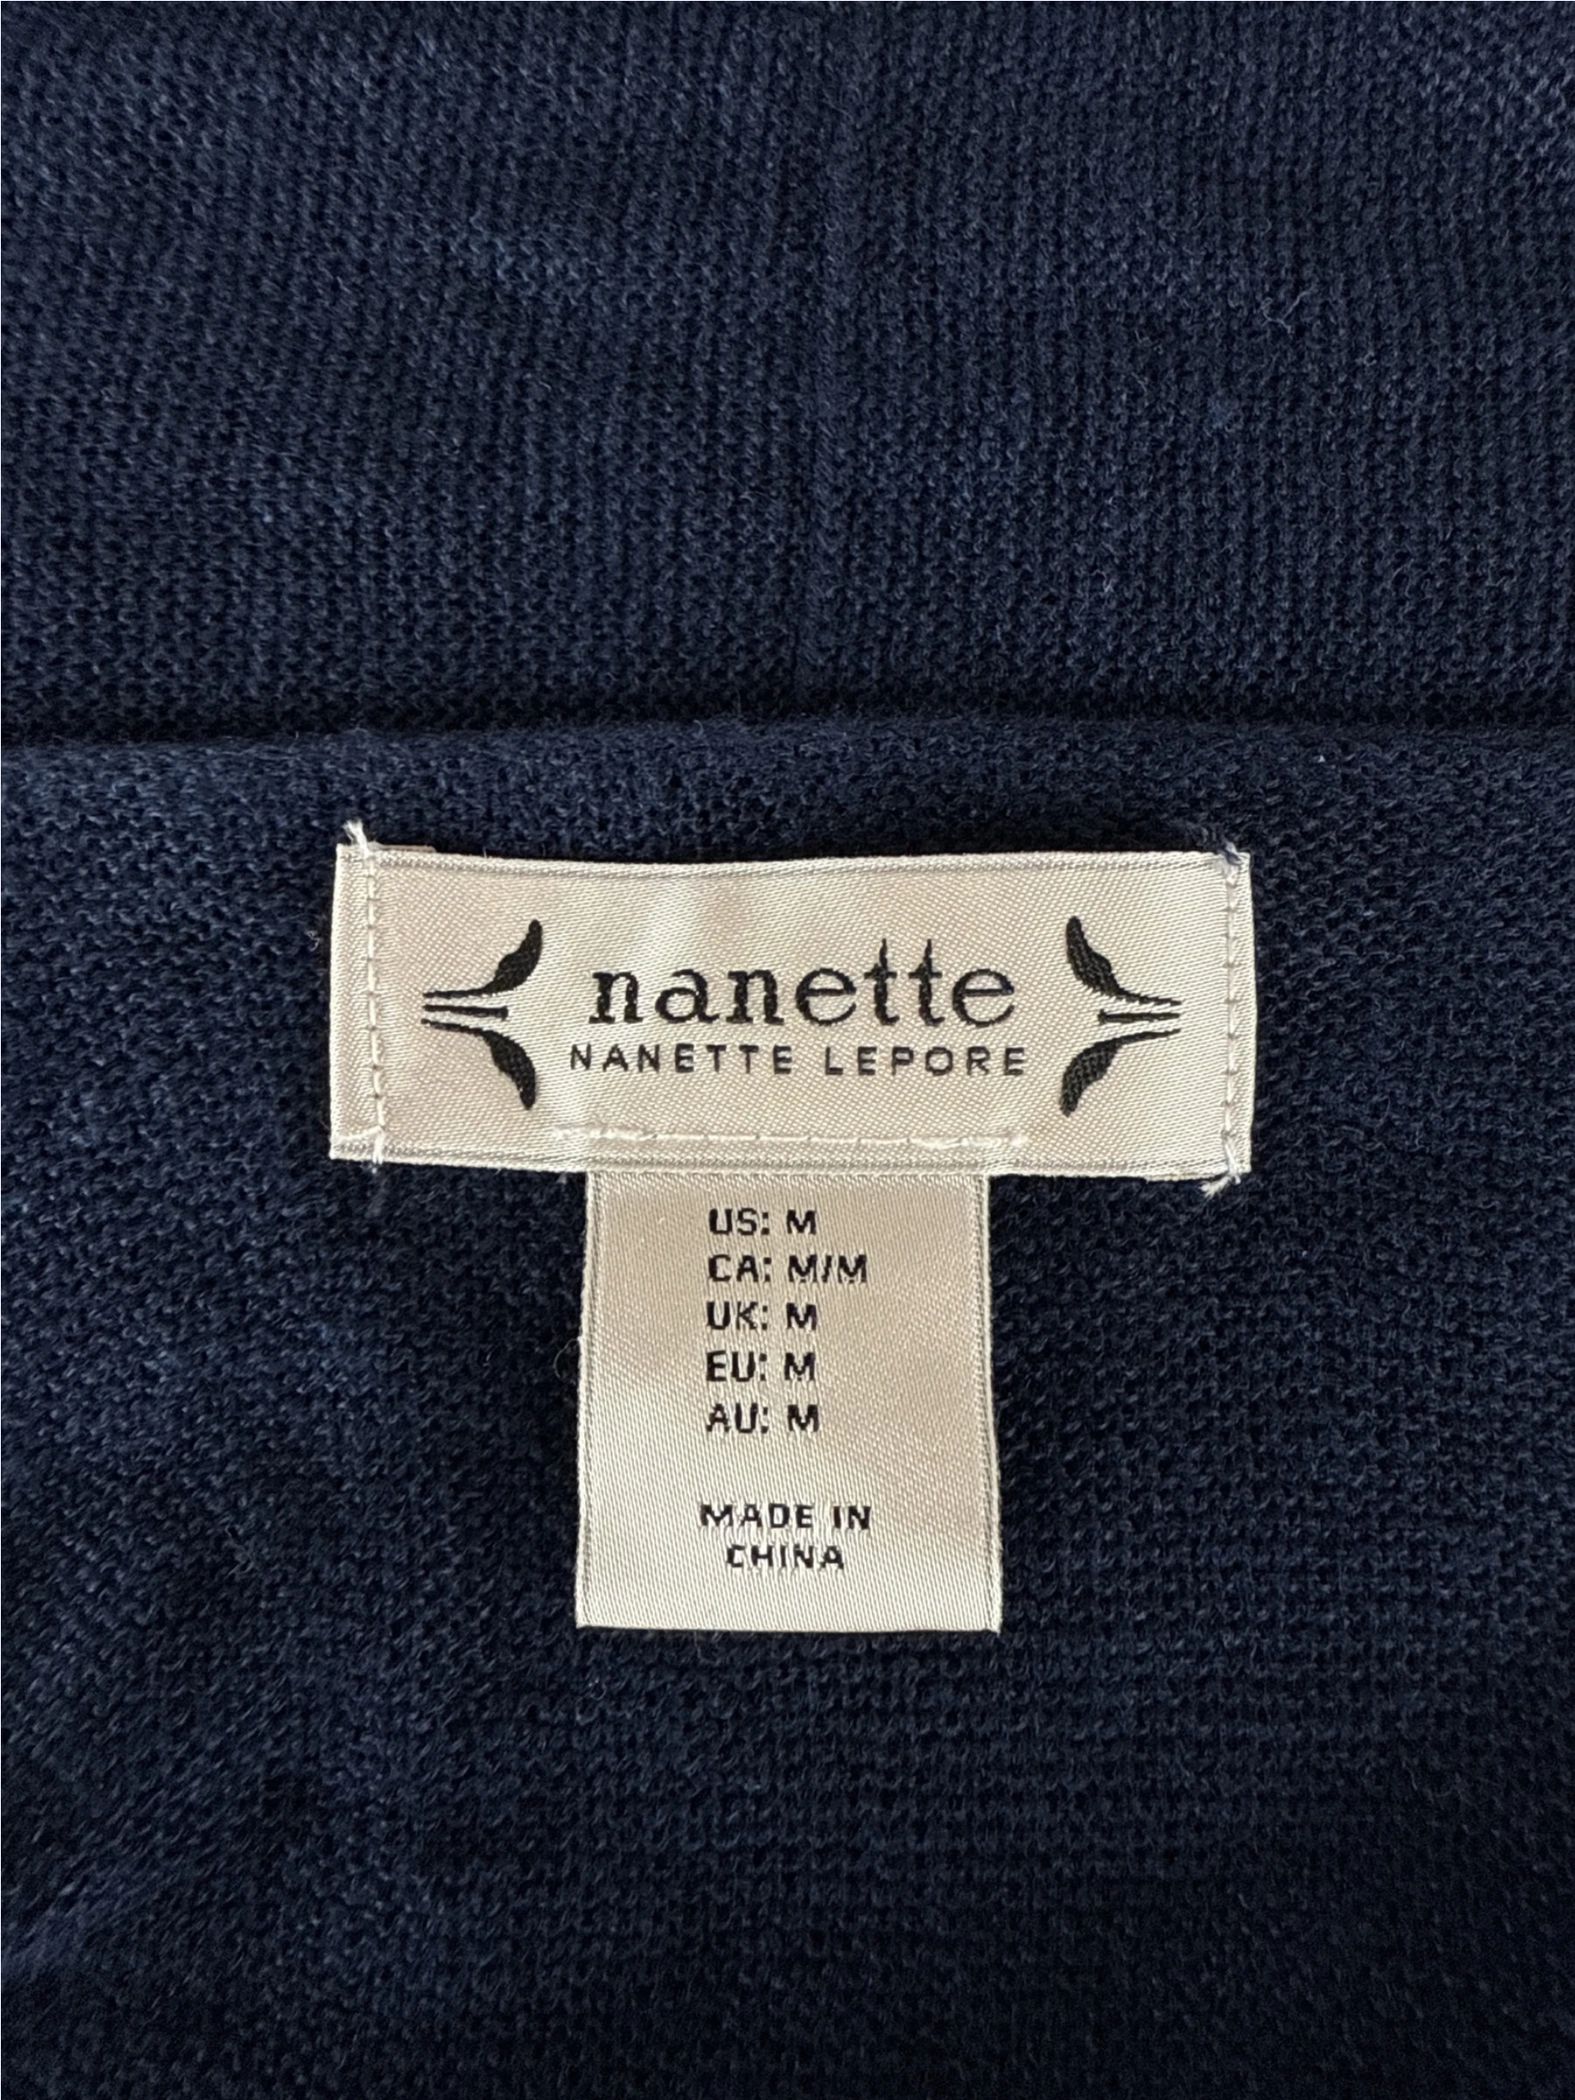 nanette
NANETTE LEPORE
US: M
CA: M/M
UK: M
EU: M
AU: M
MADE IN
CHINA